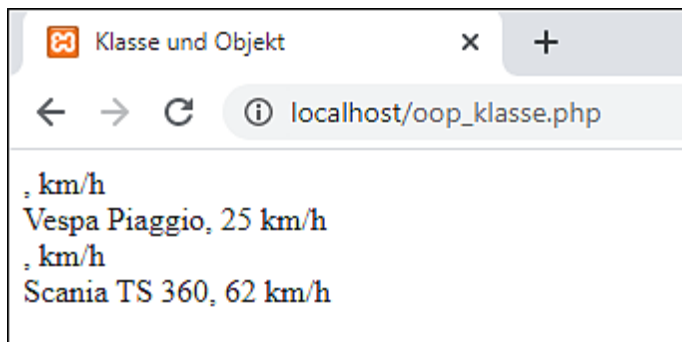 Klasse und Objekt
localhost/oop_klasse.php
, km/h
Vespa Piaggio, 25 km/h
, km/h
Scania TS 360, 62 km/h